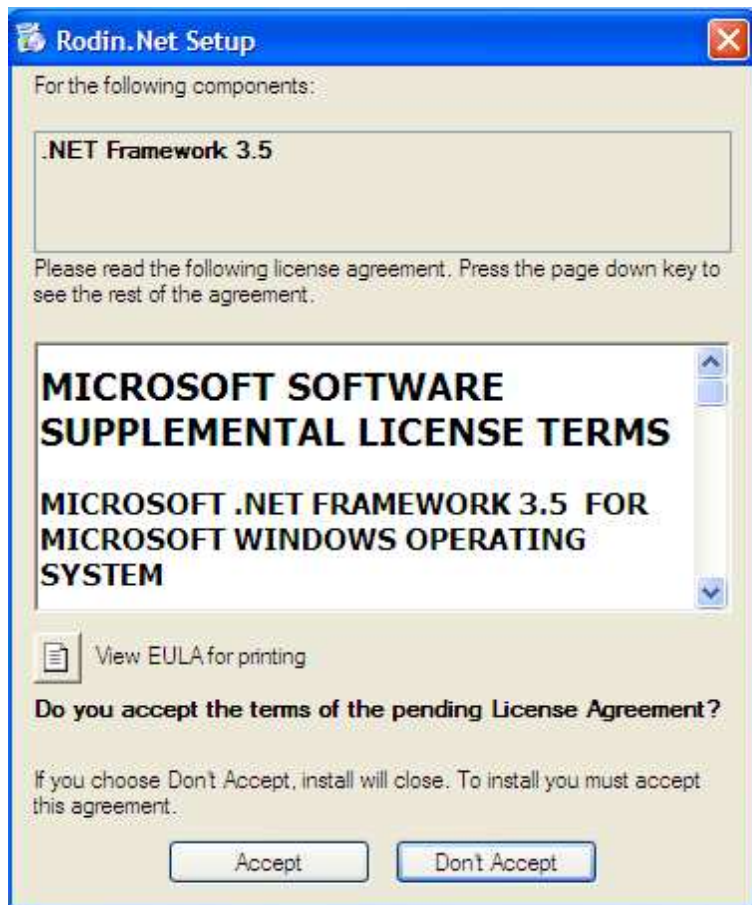 Rodin.Net Setup
For the following components:
.NET Framework 3.5
Please read the following license agreement. Press the page down key to
see the rest of the agreement.
MICROSOFT SOFTWARE
SUPPLEMENTAL LICENSE TERMS
MICROSOFT .NET FRAMEWORK 3.5 FOR
MICROSOFT WINDOWS OPERATING
SYSTEM
View EULA for printing
Do you accept the terms of the pending License Agreement?
If you choose Don't Accept, install will close. To install you must accept
this agreement.
Accept
Don't Accept